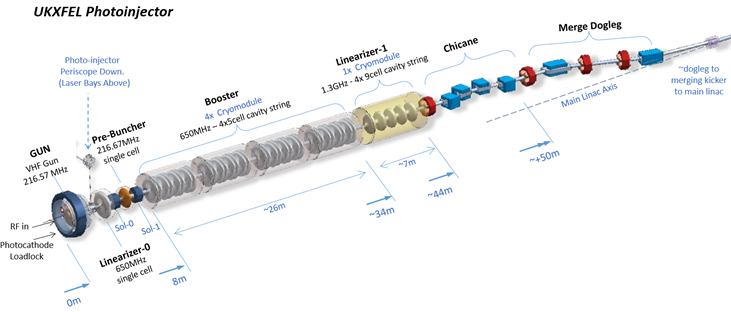 UKXFEL Photoinjector
Photo-injector
Periscope Down.
(Laser Bays Above)
GUN
VHF Gun
216.57 MHz
Pre-Buncher
216.67MHz
single cell
Booster
4x Cryomodule
650MHz – 4x5cell cavity string
Linearizer-1
1x Cryomodule
1.3GHz - 4x 9cell cavity string
Chicane
Merge Dogleg
~dogleg to
merging kicker
to main linac
Main Linac Axis
RF in
Photocathode
Loadlock
Sol-0
Sol-1
Linearizer-0
650MHz
single cell
0m
8m
~26m
~34m
~7m
~44m
~+50m